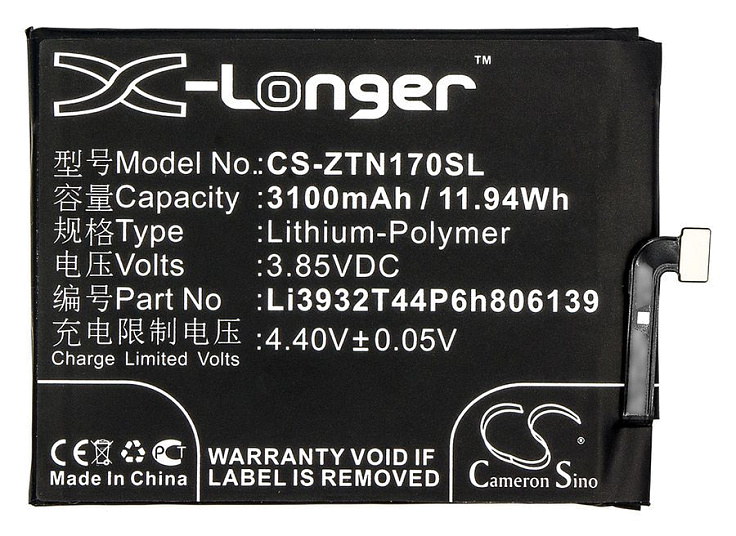 X-Longer™
型号Model No.:CS-ZTN170SL
容量Capacity :3100mAh / 11.94Wh
规格Type :Lithium-Polymer
电压Volts :3.85VDC
编号Part No :Li3932T44P6h806139
充电限制电压 :4.40V±0.05V
Charge Limited Volts
CE PCT
Made In China
WARRANTY VOID IF
LABEL IS REMOVED
CS®
Cameron Sino